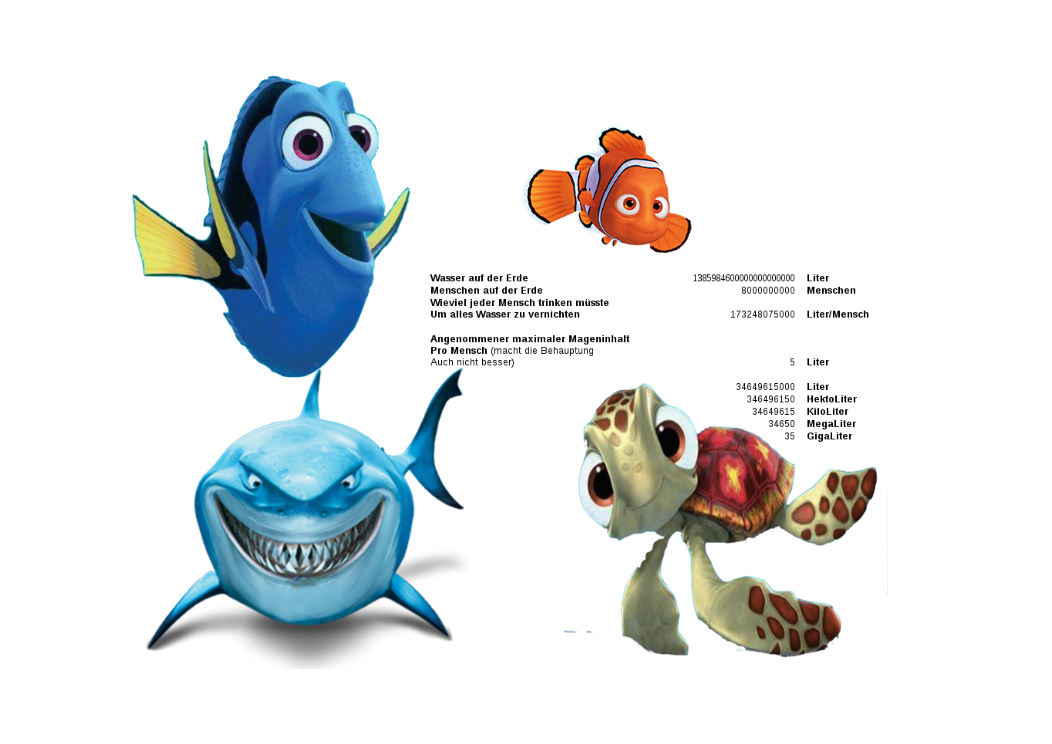 Wasser auf der Erde 1385984600000000000000 Liter
Menschen auf der Erde 8000000000 Menschen
Wieviel jeder Mensch trinken müsste
Um alles Wasser zu vernichten 173248075000 Liter/Mensch
Angenommener maximaler Mageninhalt
Pro Mensch (macht die Behauptung
Auch nicht besser) 5 Liter
34649615000 Liter
346496150 HektoLiter
34649615 KiloLiter
34650 MegaLiter
35 GigaLiter